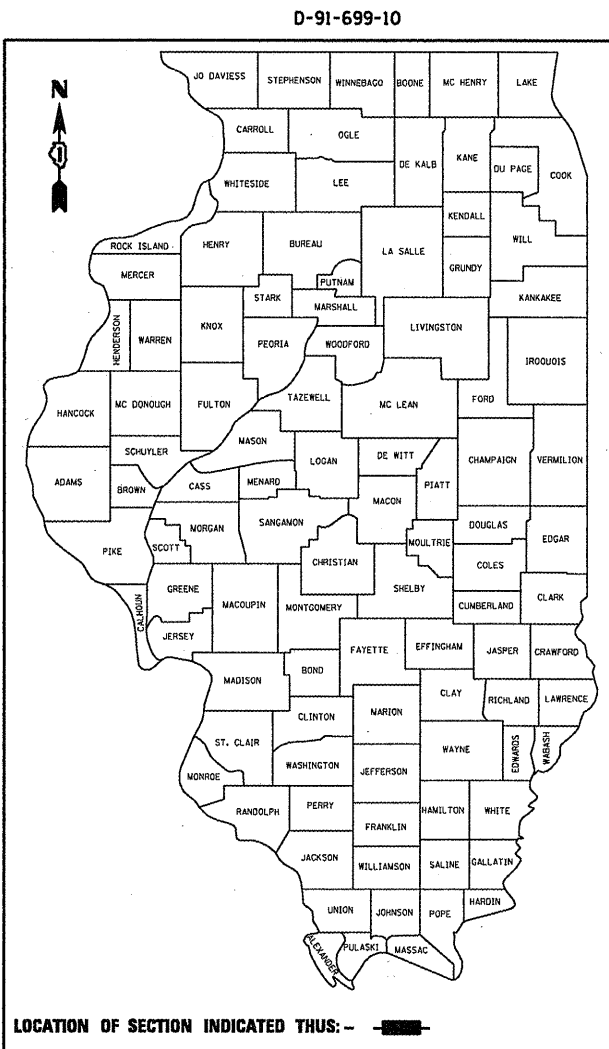 D-91-699-10
JO DAVIESS STEPHENSON WINNEBAGO BOONE MC HENRY LAKE
N
CARROLL OGLE
DE KALB KANE DU PAGE COOK
WHITESIDE LEE
KENDALL
ROCK ISLAND HENRY BUREAU LA SALLE WILL
MERCER PUTNAM GRUNDY
STARK MARSHALL KANKAKEE
HENDERSON WARREN KNOX PEORIA WOODFORD LIVINGSTON
IROQUOIS
HANCOCK MC DONOUGH FULTON TAZEWELL MC LEAN FORD
MASON
SCHUYLER LOGAN DE WITT CHAMPAIGN VERMILION
ADAMS BROWN CASS MENARD PIATT
MACON
MORGAN SANGAMON DOUGLAS
PIKE SCOTT MOULTRIE EDGAR
CHRISTIAN COLES
GREENE SHELBY
CALHOUN MACOUPIN MONTGOMERY CUMBERLAND CLARK
JERSEY
FAYETTE EFFINGHAM JASPER CRAWFORD
MADISON BOND
CLAY RICHLAND LAWRENCE
CLINTON MARION
ST. CLAIR WAYNE EDWARDS WABASH
WASHINGTON JEFFERSON
MONROE
RANDOLPH PERRY HAMILTON WHITE
FRANKLIN
JACKSON WILLIAMSON SALINE GALLATIN
HARDIN
UNION JOHNSON POPE
ALEXANDER PULASKI MASSAC
LOCATION OF SECTION INDICATED THUS: -